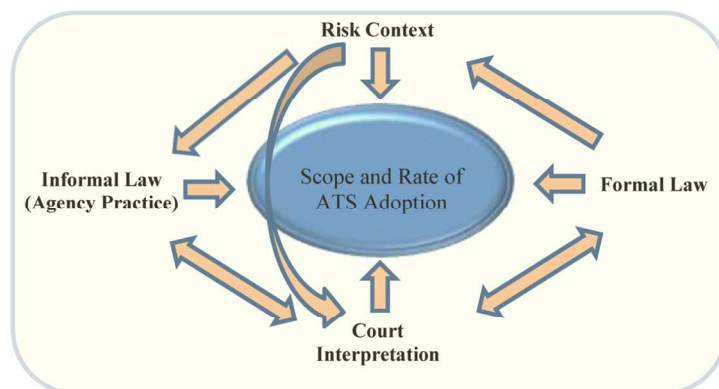 Risk Context
Informal Law
(Agency Practice)
Scope and Rate of
ATS Adoption
Formal Law
Court
Interpretation